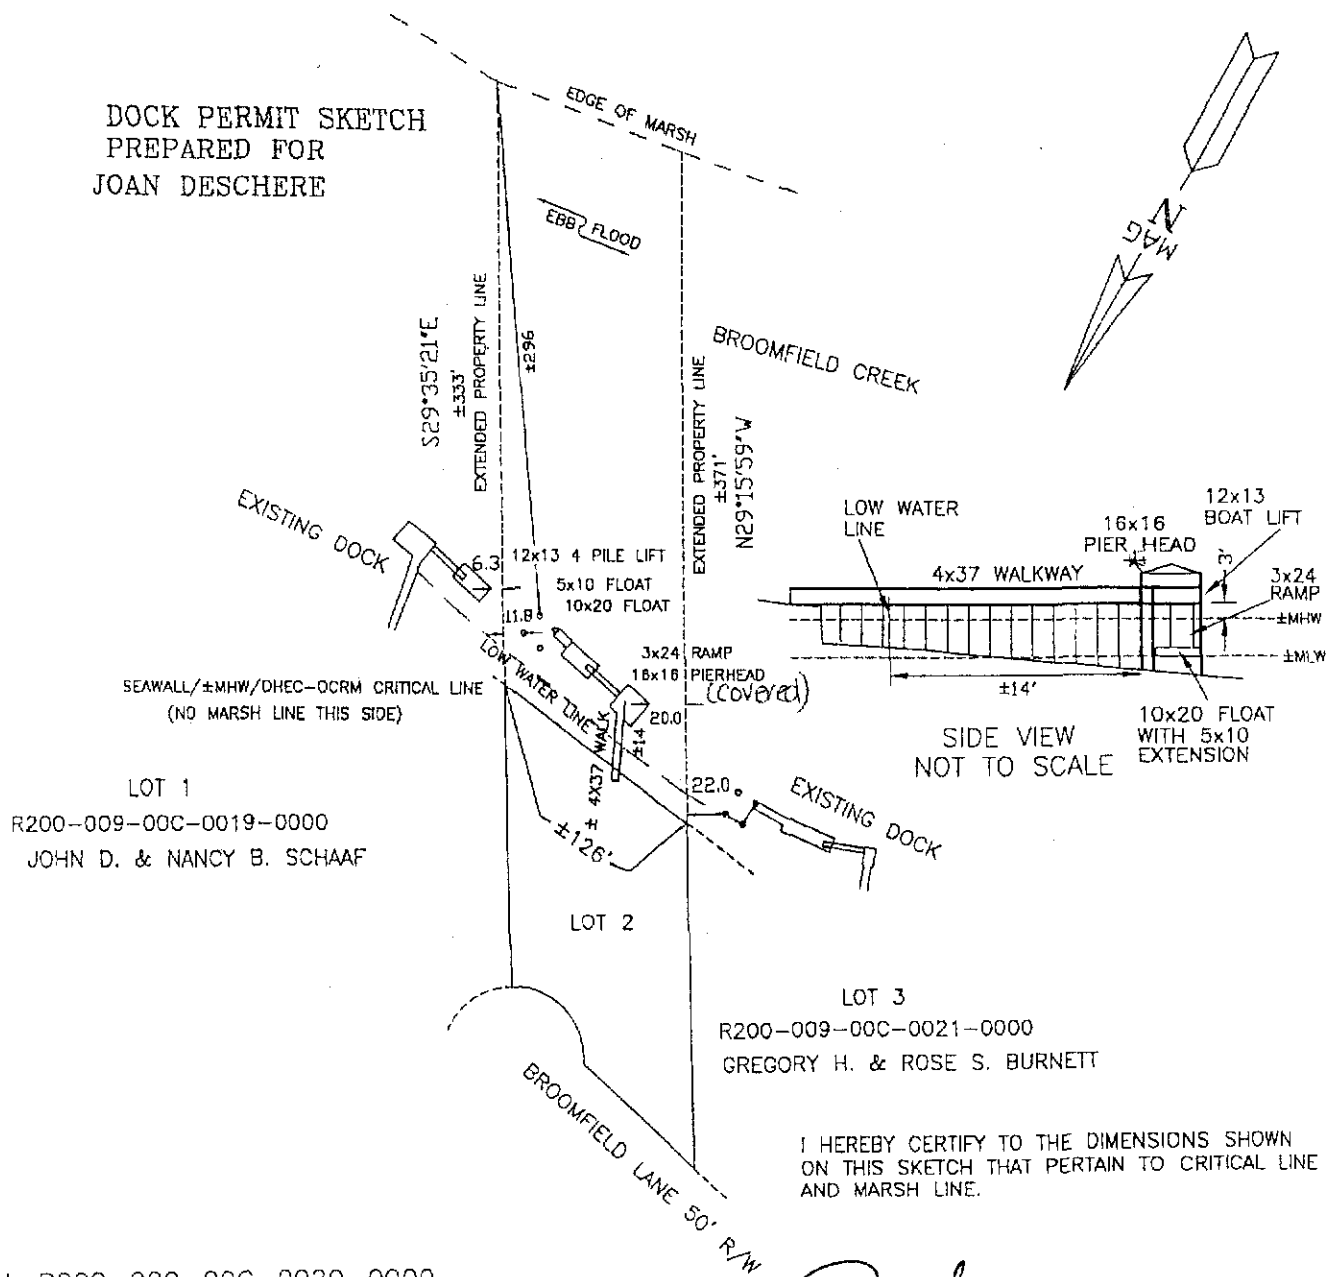 DOCK PERMIT SKETCH
PREPARED FOR
JOAN DESCHERE
EDGE OF MARSH
EBB FLOOD
S29°35'21"E
±333'
EXTENDED PROPERTY LINE
±296
EXTENDED PROPERTY LINE
±371'
N29°15'59"W
BROOMFIELD CREEK
MAG
N
EXISTING DOCK
6.3
12x13 4 PILE LIFT
5x10 FLOAT
10x20 FLOAT
11.8
LOW WATER LINE
3x24 RAMP
16x16 PIERHEAD
(covered)
20.0
±14
± 4X37 WALK
SEAWALL/±MHW/DHEC-OCRM CRITICAL LINE
(NO MARSH LINE THIS SIDE)
22.0
EXISTING DOCK
±126'
LOW WATER
LINE
16x16
PIER HEAD
12x13
BOAT LIFT
4x37 WALKWAY
3'
3x24
RAMP
±MHW
±MLW
±14'
10x20 FLOAT
WITH 5x10
EXTENSION
SIDE VIEW
NOT TO SCALE
LOT 1
R200-009-00C-0019-0000
JOHN D. & NANCY B. SCHAAF
LOT 2
LOT 3
R200-009-00C-0021-0000
GREGORY H. & ROSE S. BURNETT
BROOMFIELD LANE 50' R/W
I HEREBY CERTIFY TO THE DIMENSIONS SHOWN
ON THIS SKETCH THAT PERTAIN TO CRITICAL LINE
AND MARSH LINE.